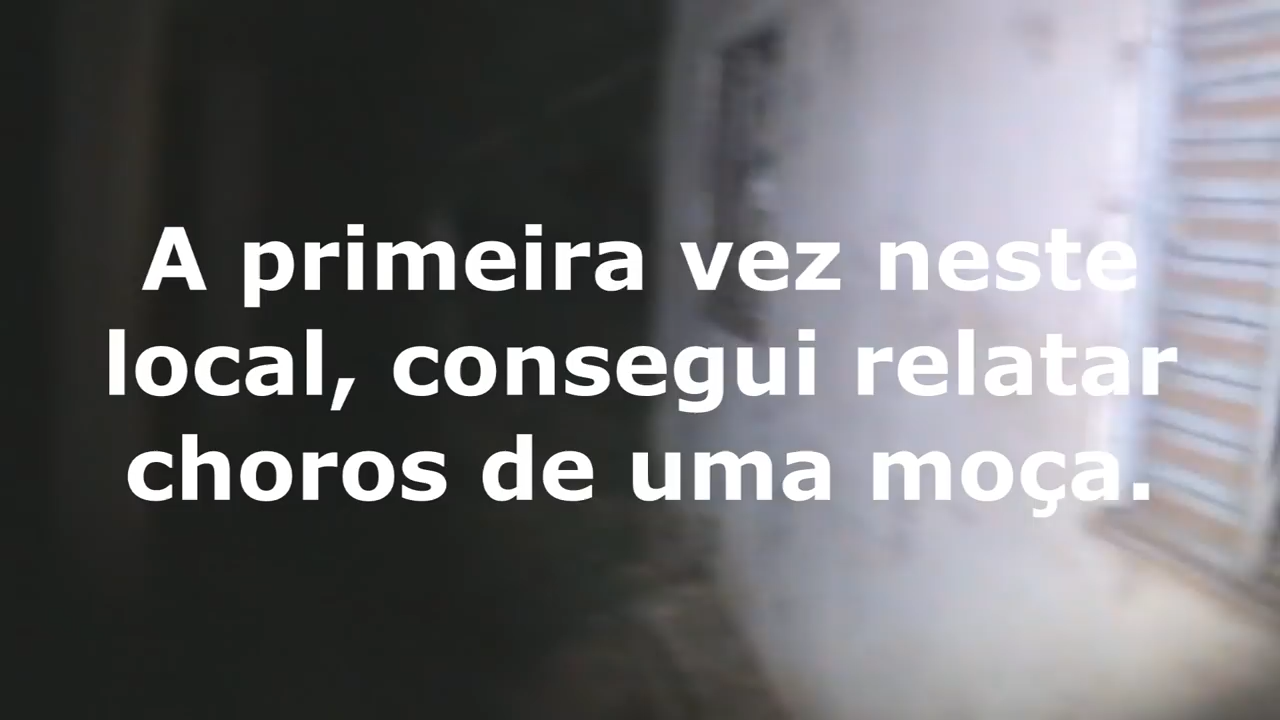 A primeira vez neste
local, consegui relatar
choros de uma moça.